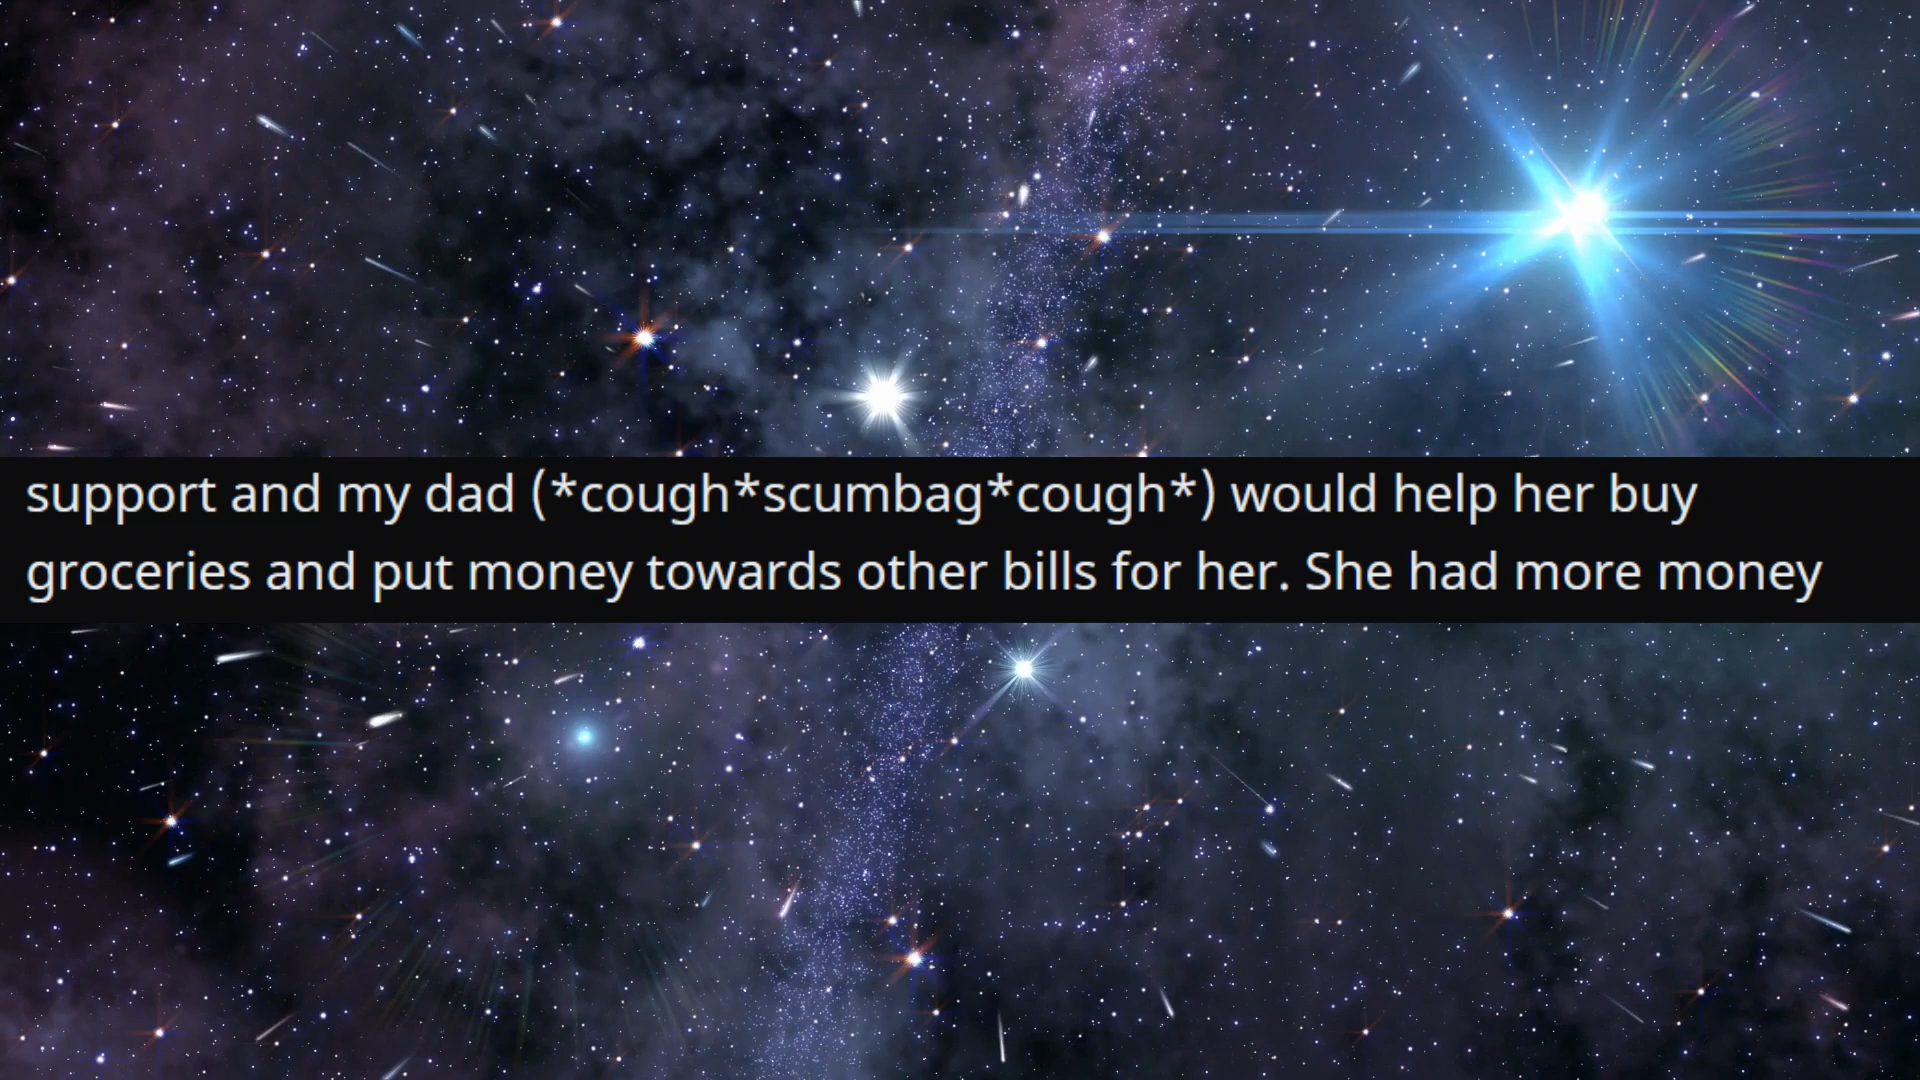 support and my dad (*cough*scumbag*cough*) would help her buy
groceries and put money towards other bills for her. She had more money